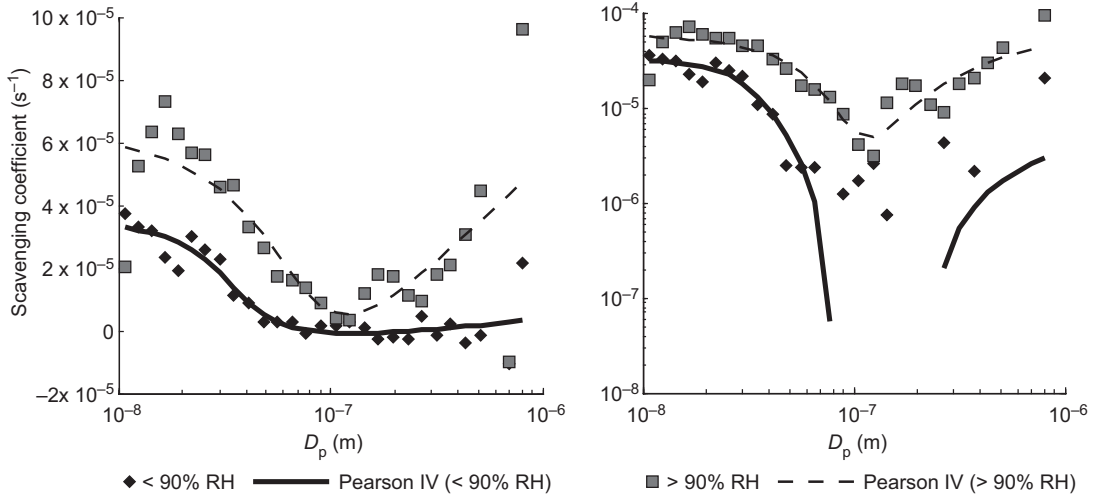 Scavenging coefficient (s⁻¹)
10 x 10⁻⁵
8 x 10⁻⁵
6 x 10⁻⁵
4 x 10⁻⁵
2 x 10⁻⁵
0
–2x 10⁻⁵
10⁻⁸ 10⁻⁷ 10⁻⁶
Dₚ (m)
10⁻⁴
10⁻⁵
10⁻⁶
10⁻⁷
10⁻⁸
10⁻⁸ 10⁻⁷ 10⁻⁶
Dₚ (m)
< 90% RH Pearson IV (< 90% RH) > 90% RH Pearson IV (> 90% RH)